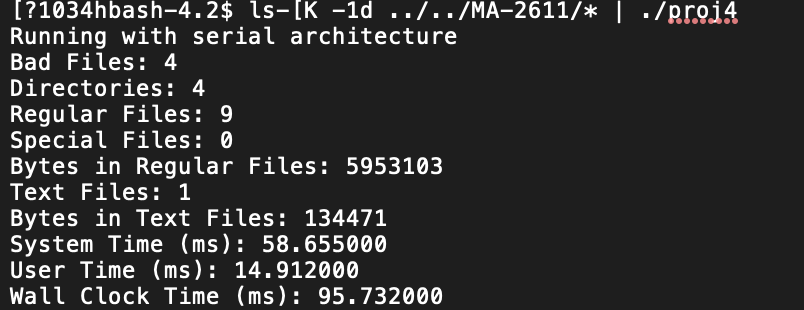 [?1034hbash-4.2$ ls-[K -1d ../../MA-2611/* | ./proj4
Running with serial architecture
Bad Files: 4
Directories: 4
Regular Files: 9
Special Files: 0
Bytes in Regular Files: 5953103
Text Files: 1
Bytes in Text Files: 134471
System Time (ms): 58.655000
User Time (ms): 14.912000
Wall Clock Time (ms): 95.732000